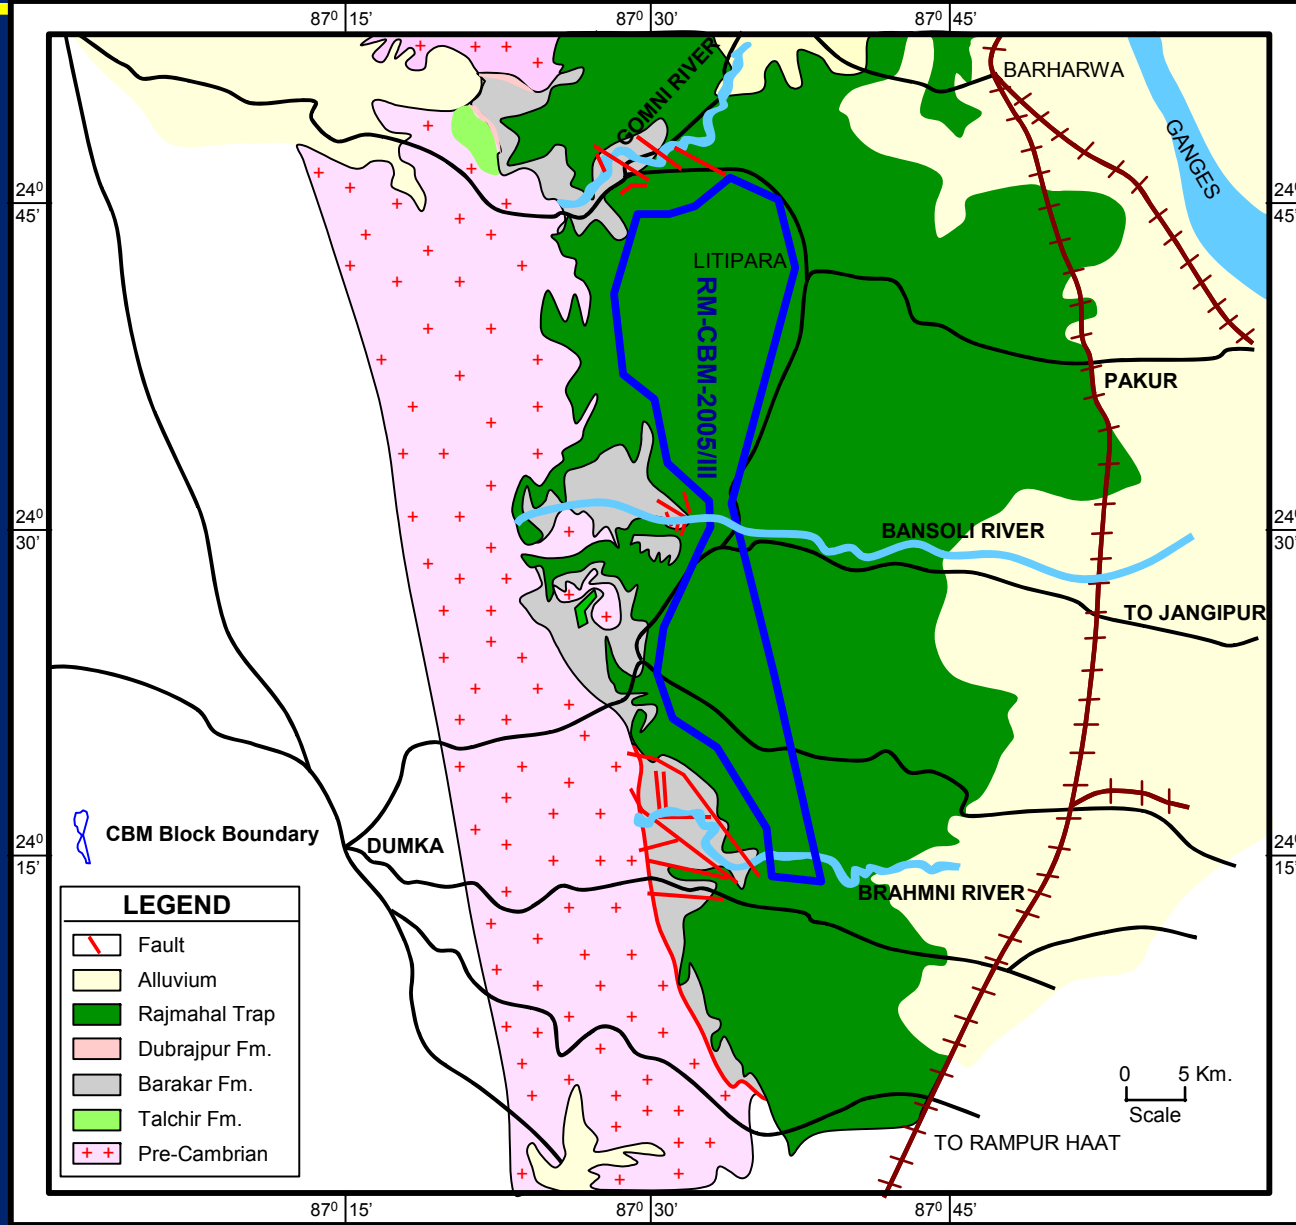 87⁰ 15'
87⁰ 30'
87⁰ 45'
BARHARWA
GOMNI RIVER
GANGES
24⁰
45'
24⁰
45'
LITIPARA
RM-CBM-2005/III
PAKUR
24⁰
30'
BANSOLI RIVER
24⁰
30'
TO JANGIPUR
CBM Block Boundary
DUMKA
24⁰
15'
24⁰
15'
BRAHMNI RIVER
LEGEND
Fault
Alluvium
Rajmahal Trap
Dubrajpur Fm.
Barakar Fm.
Talchir Fm.
Pre-Cambrian
0 5 Km.
Scale
TO RAMPUR HAAT
87⁰ 15'
87⁰ 30'
87⁰ 45'